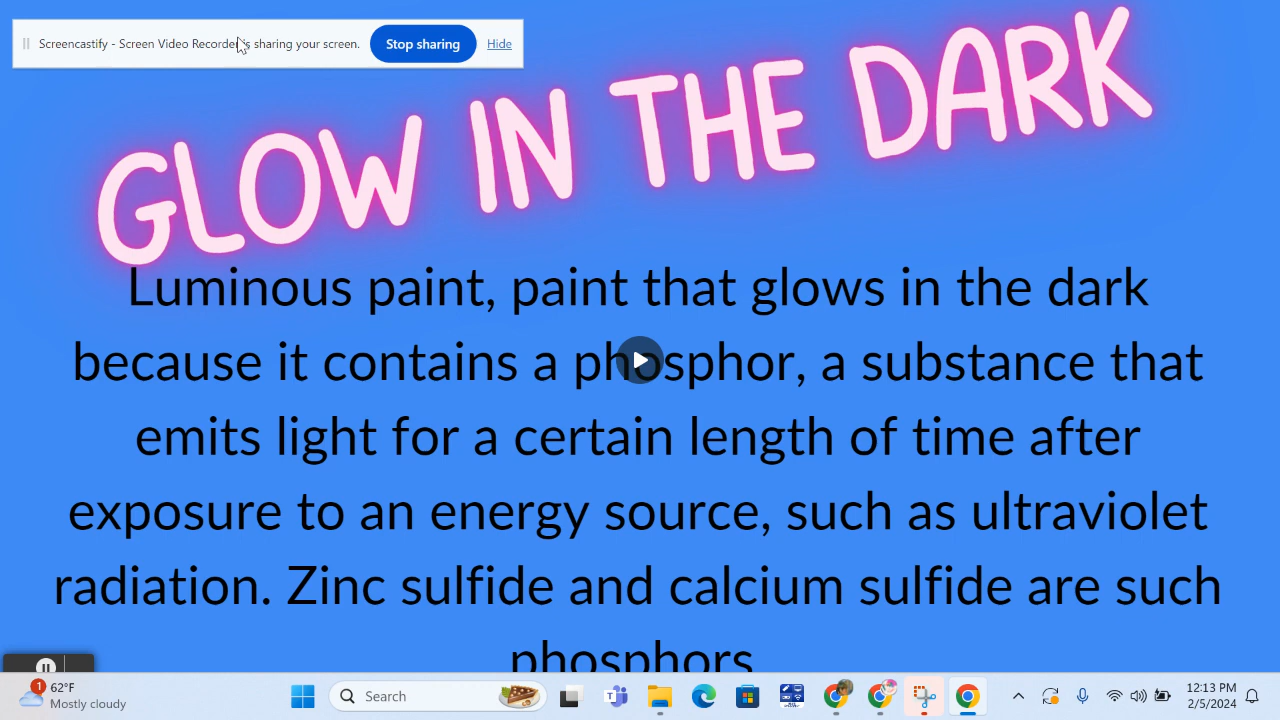 Screencastify - Screen Video Recorder is sharing your screen. Stop sharing Hide
GLOW IN THE DARK
Luminous paint, paint that glows in the dark
because it contains a phosphor, a substance that
emits light for a certain length of time after
exposure to an energy source, such as ultraviolet
radiation. Zinc sulfide and calcium sulfide are such
phosphors
1
62°F
Mostly cloudy
Search
12:13 PM
2/5/2024